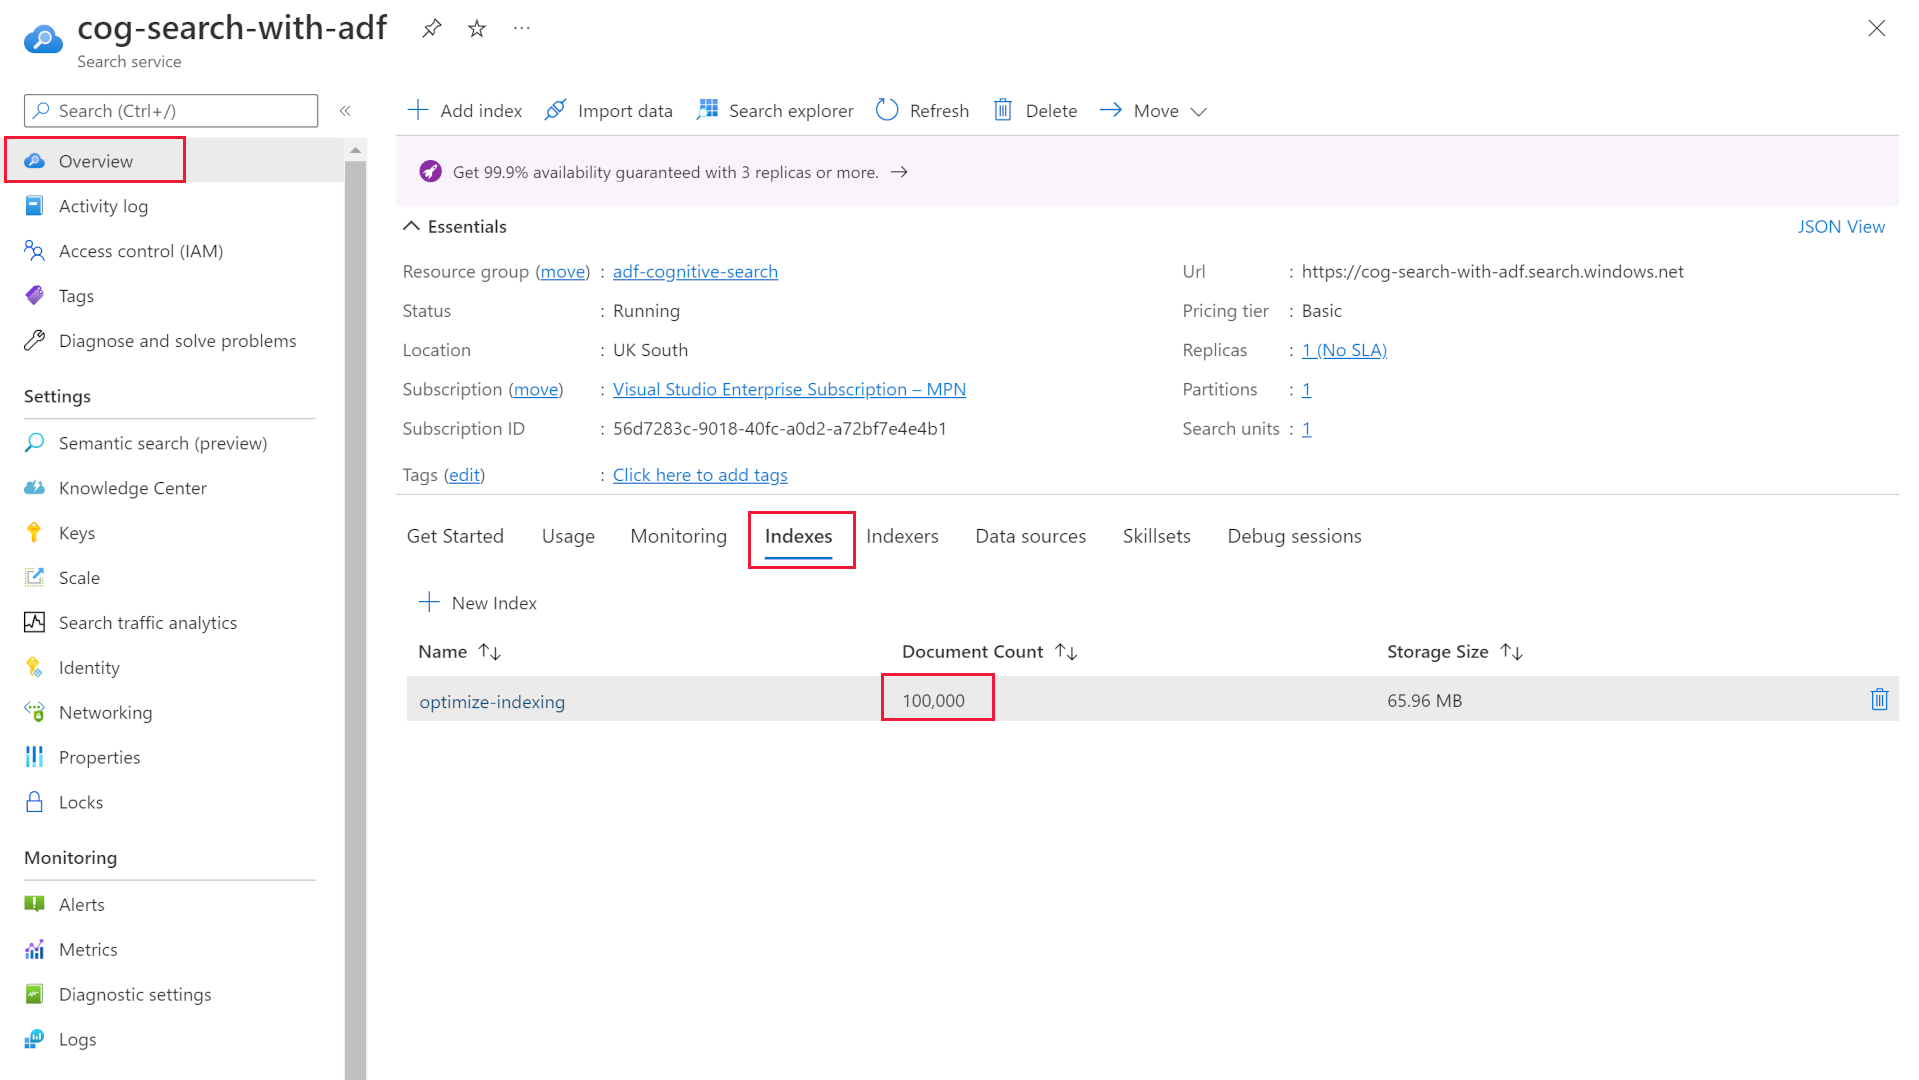 cog-search-with-adf
Search service
Search (Ctrl+/)
Overview
Activity log
Access control (IAM)
Tags
Diagnose and solve problems
Settings
Semantic search (preview)
Knowledge Center
Keys
Scale
Search traffic analytics
Identity
Networking
Properties
Locks
Monitoring
Alerts
Metrics
Diagnostic settings
Logs
Add index Import data Search explorer Refresh Delete Move
Get 99.9% availability guaranteed with 3 replicas or more. →
Essentials JSON View
Resource group (move) : adf-cognitive-search
Status : Running
Location : UK South
Subscription (move) : Visual Studio Enterprise Subscription – MPN
Subscription ID : 56d7283c-9018-40fc-a0d2-a72bf7e4e4b1
Tags (edit) : Click here to add tags
Url : https://cog-search-with-adf.search.windows.net
Pricing tier : Basic
Replicas : 1 (No SLA)
Partitions : 1
Search units : 1
Get Started Usage Monitoring Indexes Indexers Data sources Skillsets Debug sessions
New Index
Name ↑↓ Document Count ↑↓ Storage Size ↑↓
optimize-indexing 100,000 65.96 MB